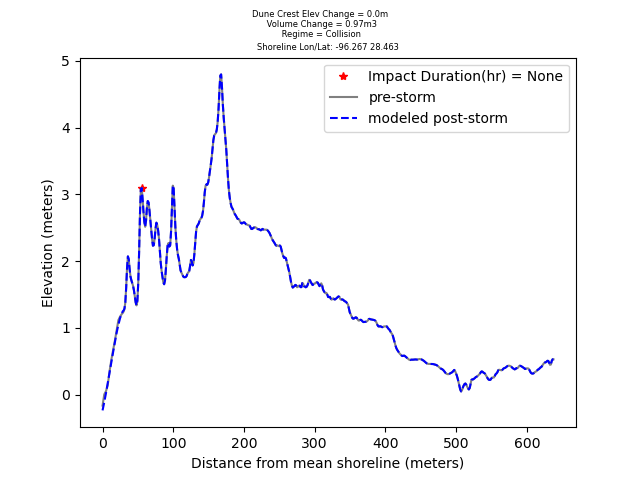 Dune Crest Elev Change = 0.0m
Volume Change = 0.97m3
Regime = Collision
Shoreline Lon/Lat: -96.267 28.463
Impact Duration(hr) = None
pre-storm
modeled post-storm
Elevation (meters)
5
4
3
2
1
0
0 100 200 300 400 500 600
Distance from mean shoreline (meters)